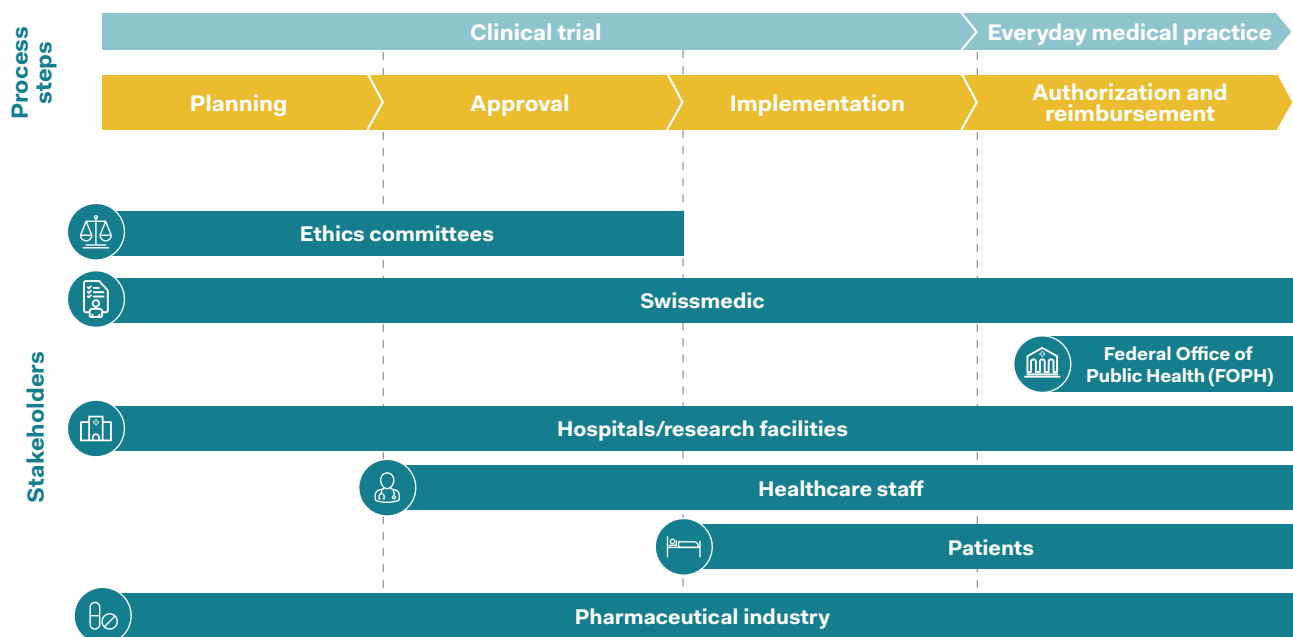 Process
steps
Clinical trial
Everyday medical practice
Planning
Approval
Implementation
Authorization and
reimbursement
Stakeholders
Ethics committees
Swissmedic
Federal Office of
Public Health (FOPH)
Hospitals/research facilities
Healthcare staff
Patients
Pharmaceutical industry